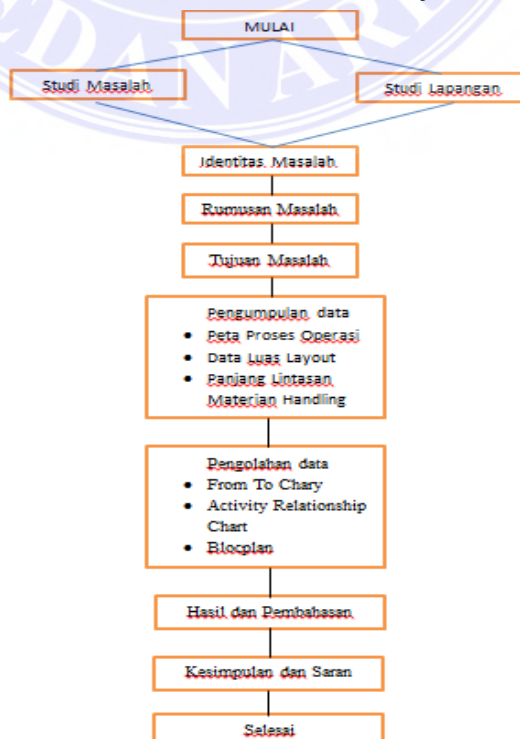 EDAN ARE
MULAI
Studi Masalah
Studi Lapangan
Identitas Masalah
Rumusan Masalah
Tujuan Masalah
Pengumpulan data
• Peta Proses Operasi
• Data Luas Layout
• Panjang Lintasan
Materian Handling
Pengolahan data
• From To Chary
• Activity Relationship
Chart
• Blocplan
Hasil dan Pembahasan
Kesimpulan dan Saran
Selesai